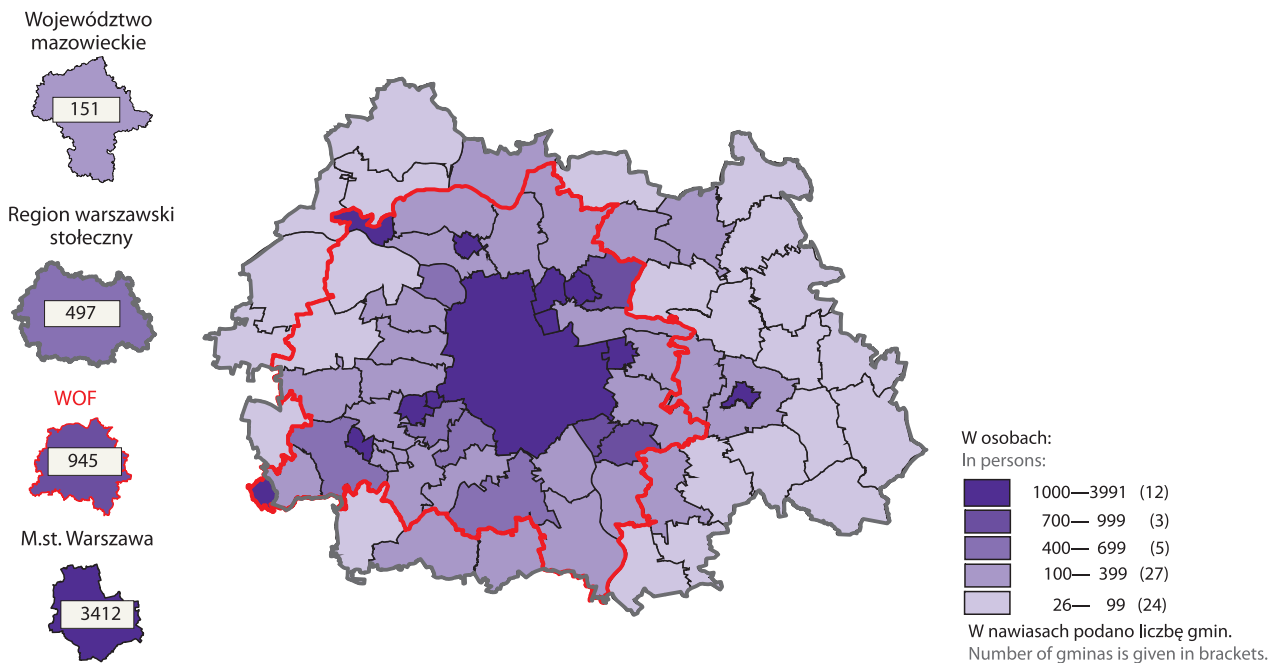 Województwo
mazowieckie
151
Region warszawski
stołeczny
497
WOF
945
M.st. Warszawa
3412
W osobach:
In persons:
1000—3991 (12)
700— 999 (3)
400— 699 (5)
100— 399 (27)
26— 99 (24)
W nawiasach podano liczbę gmin.
Number of gminas is given in brackets.